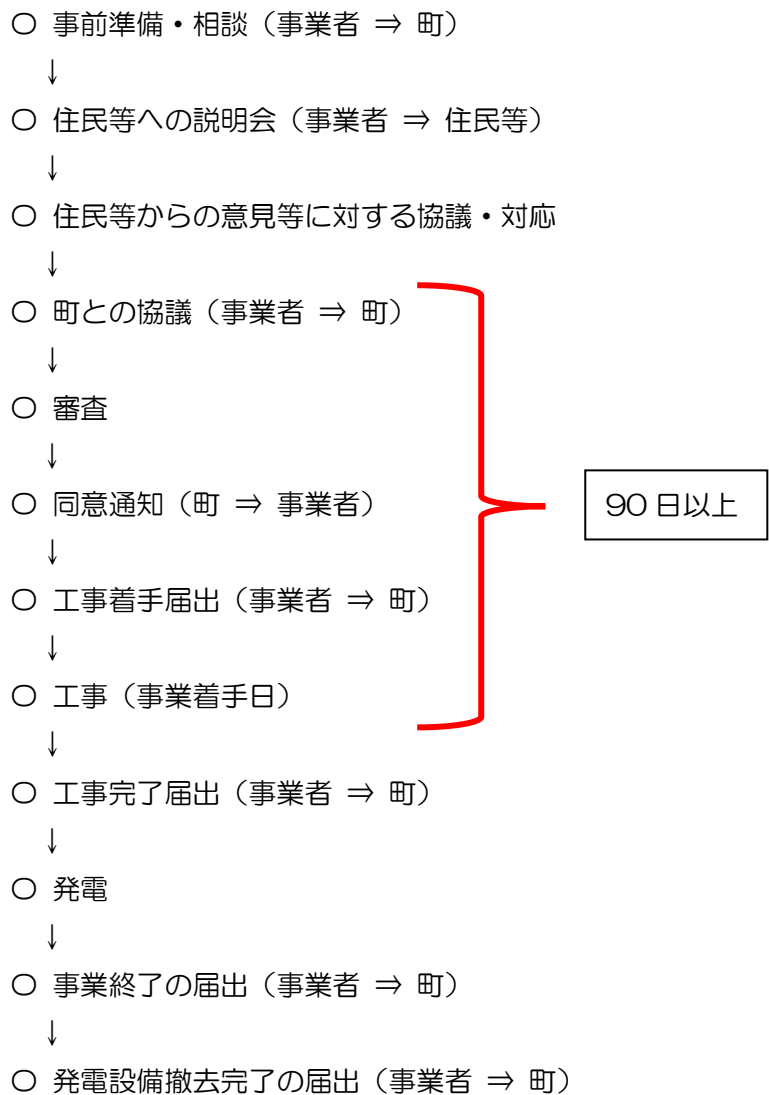 〇 事前準備・相談（事業者 ⇒ 町）
↓
〇 住民等への説明会（事業者 ⇒ 住民等）
↓
〇 住民等からの意見等に対する協議・対応
↓
〇 町との協議（事業者 ⇒ 町）
↓
〇 審査
↓
〇 同意通知（町 ⇒ 事業者）
90日以上
↓
〇 工事着手届出（事業者 ⇒ 町）
↓
〇 工事（事業着手日）
↓
〇 工事完了届出（事業者 ⇒ 町）
↓
〇 発電
↓
〇 事業終了の届出（事業者 ⇒ 町）
↓
〇 発電設備撤去完了の届出（事業者 ⇒ 町）